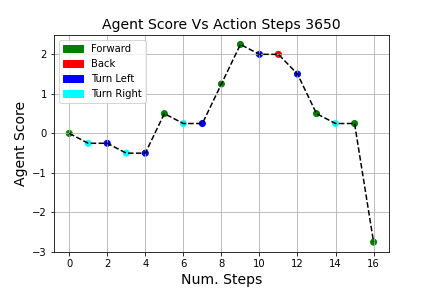 Agent Score Vs Action Steps 3650
Forward
Back
Turn Left
Turn Right
Agent Score
2
1
0
−1
−2
−3
0 2 4 6 8 10 12 14 16
Num. Steps